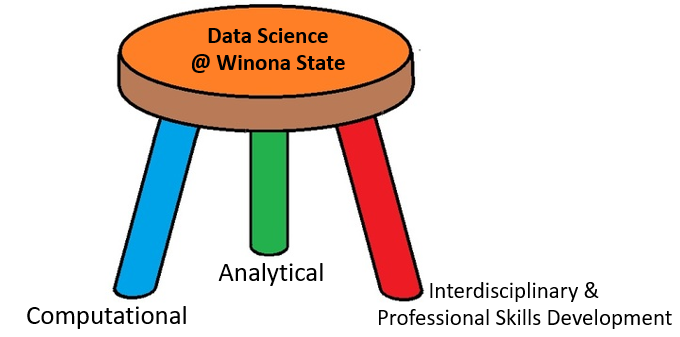 Data Science
@ Winona State
Analytical
Computational
Interdisciplinary &
Professional Skills Development